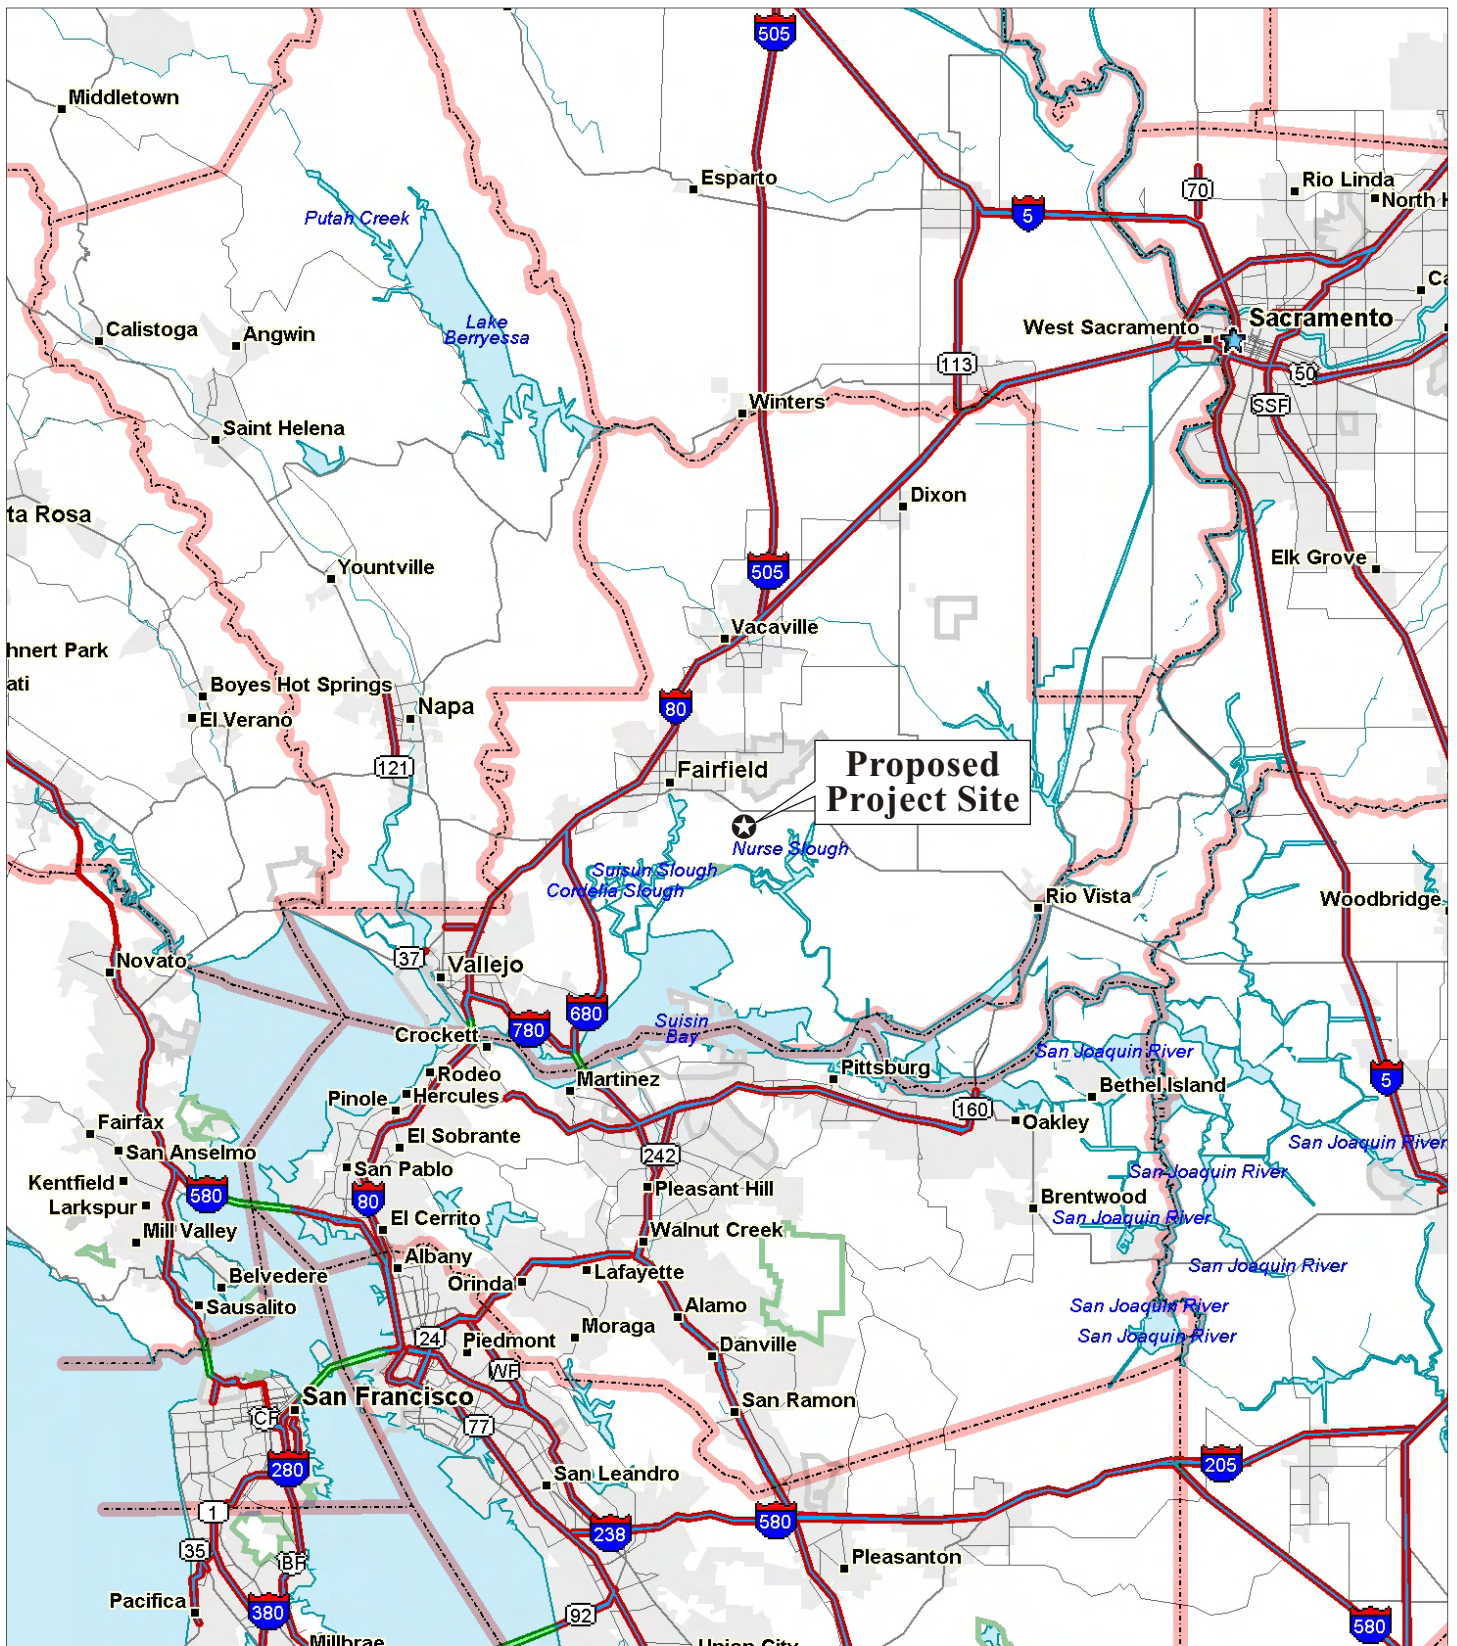 505
Middletown
Esparto
70
Rio Linda
North H
Putah Creek
5
Ca
Lake
Berryessa
Calistoga
Angwin
West Sacramento
Sacramento
113
50
SSF
Winters
Saint Helena
Dixon
ta Rosa
Elk Grove
505
Yountville
Vacaville
hnert Park
ati
Boyes Hot Springs
El Verano
Napa
80
121
Fairfield
Proposed
Project Site
Nurse Slough
Suisun Slough
Cordelia Slough
Rio Vista
Woodbridge
Novato
37
Vallejo
680
780
Suisin
Bay
Crockett
San Joaquin River
Pittsburg
5
Rodeo
Martinez
Bethel Island
Hercules
Pinole
160
Oakley
Fairfax
El Sobrante
San Joaquin River
San Anselmo
242
San Pablo
San Joaquin River
Kentfield
580
80
Pleasant Hill
Brentwood
Larkspur
El Cerrito
San Joaquin River
Mill Valley
Walnut Creek
Albany
San Joaquin River
Belvedere
Orinda
Lafayette
Sausalito
Alamo
San Joaquin River
24
Piedmont
Moraga
San Joaquin River
Danville
WF
San Francisco
San Ramon
CF
77
280
San Leandro
205
1
580
238
35
BF
Pleasanton
Pacifica
380
92
580
Millbrae
Union City